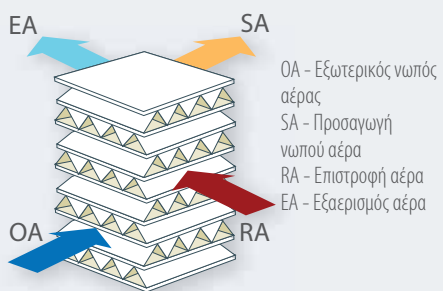 EA
SA
OA - Εξωτερικός νωπός
αέρας
SA - Προσαγωγή
νωπού αέρα
RA - Επιστροφή αέρα
EA - Εξαερισμός αέρα
OA
RA